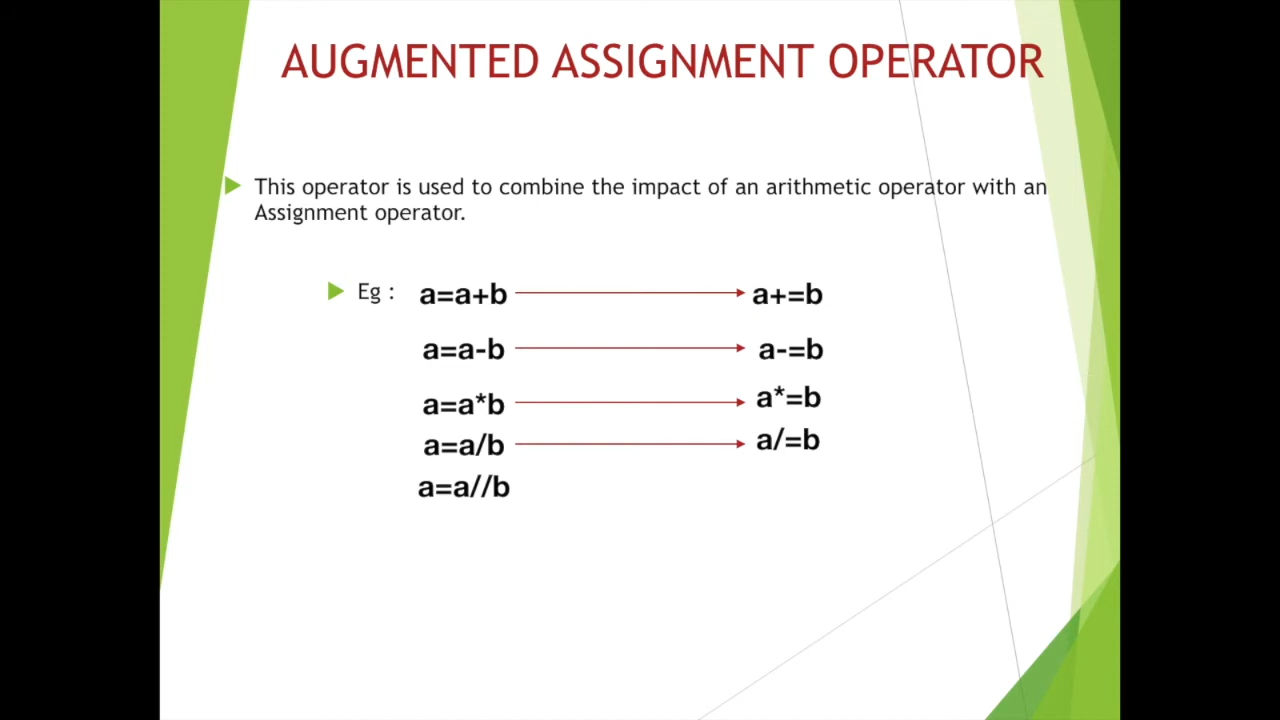 AUGMENTED ASSIGNMENT OPERATOR
This operator is used to combine the impact of an arithmetic operator with an
Assignment operator.
Eg : a=a+b a+=b
a=a-b a-=b
a=a*b a*=b
a=a/b a/=b
a=a//b